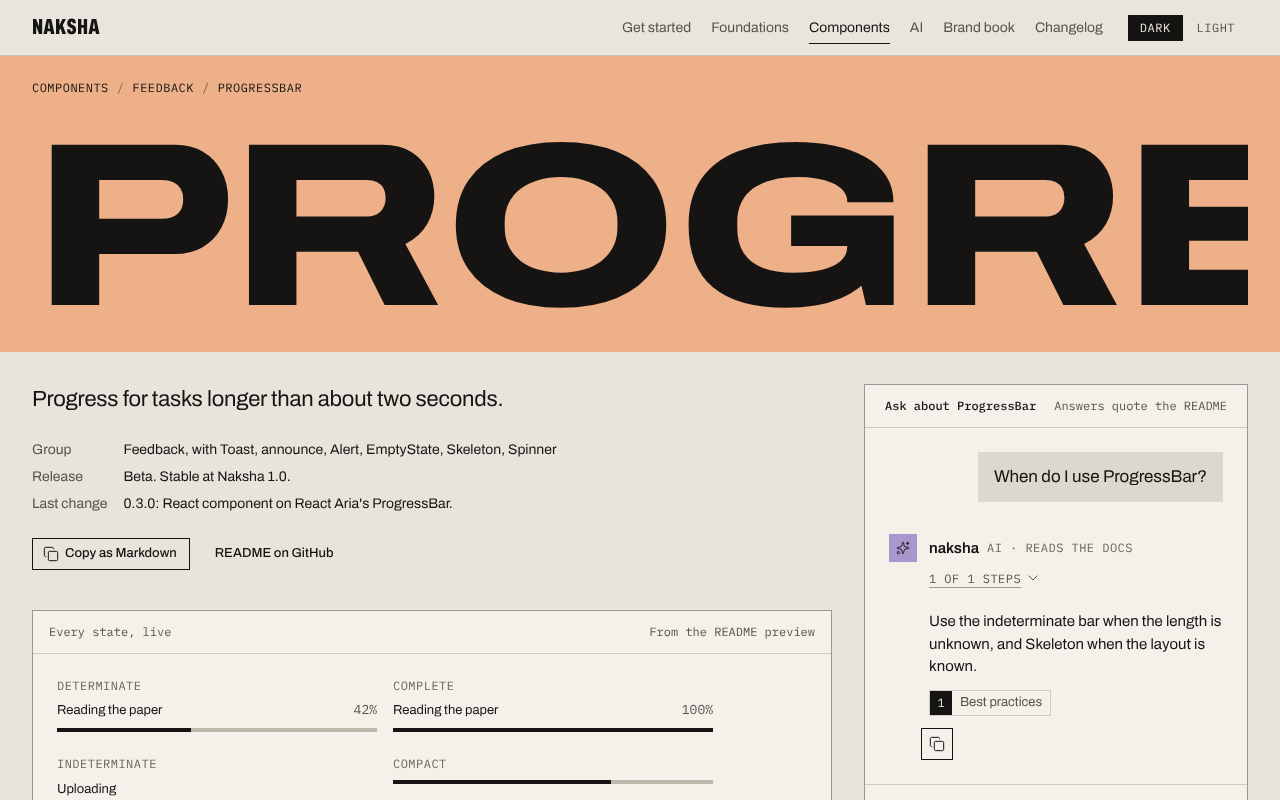 NAKSHA
Get started
Foundations
Components
AI
Brand book
Changelog
DARK
LIGHT
COMPONENTS / FEEDBACK / PROGRESSBAR
PROGRE
Progress for tasks longer than about two seconds.
Group Feedback, with Toast, announce, Alert, EmptyState, Skeleton, Spinner
Release Beta. Stable at Naksha 1.0.
Last change 0.3.0: React component on React Aria's ProgressBar.
Copy as Markdown
README on GitHub
Every state, live
From the README preview
DETERMINATE
Reading the paper 42%
COMPLETE
Reading the paper 100%
INDETERMINATE
Uploading
COMPACT
Ask about ProgressBar
Answers quote the README
When do I use ProgressBar?
naksha AI · READS THE DOCS
1 OF 1 STEPS
Use the indeterminate bar when the length is
unknown, and Skeleton when the layout is
known.
1 Best practices